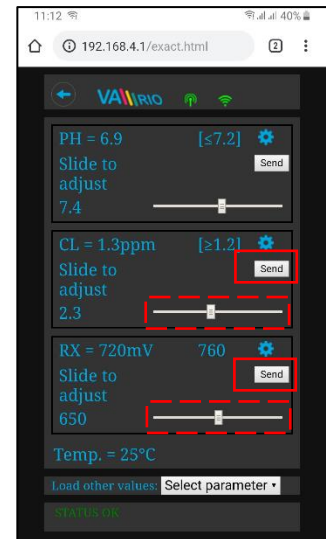 11:12 40%
192.168.4.1/exact.html 2
VA RIO
PH = 6.9 [≤7.2]
Slide to Send
adjust
7.4
CL = 1.3ppm [≥1.2]
Slide to Send
adjust
2.3
RX = 720mV 760
Slide to Send
adjust
650
Temp. = 25°C
Load other values: Select parameter
STATUS OK